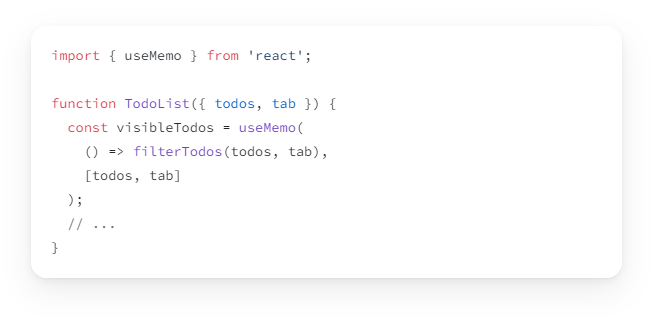 import { useMemo } from 'react';

function TodoList({ todos, tab }) {
  const visibleTodos = useMemo(
    () => filterTodos(todos, tab),
    [todos, tab]
  );
  // ...
}